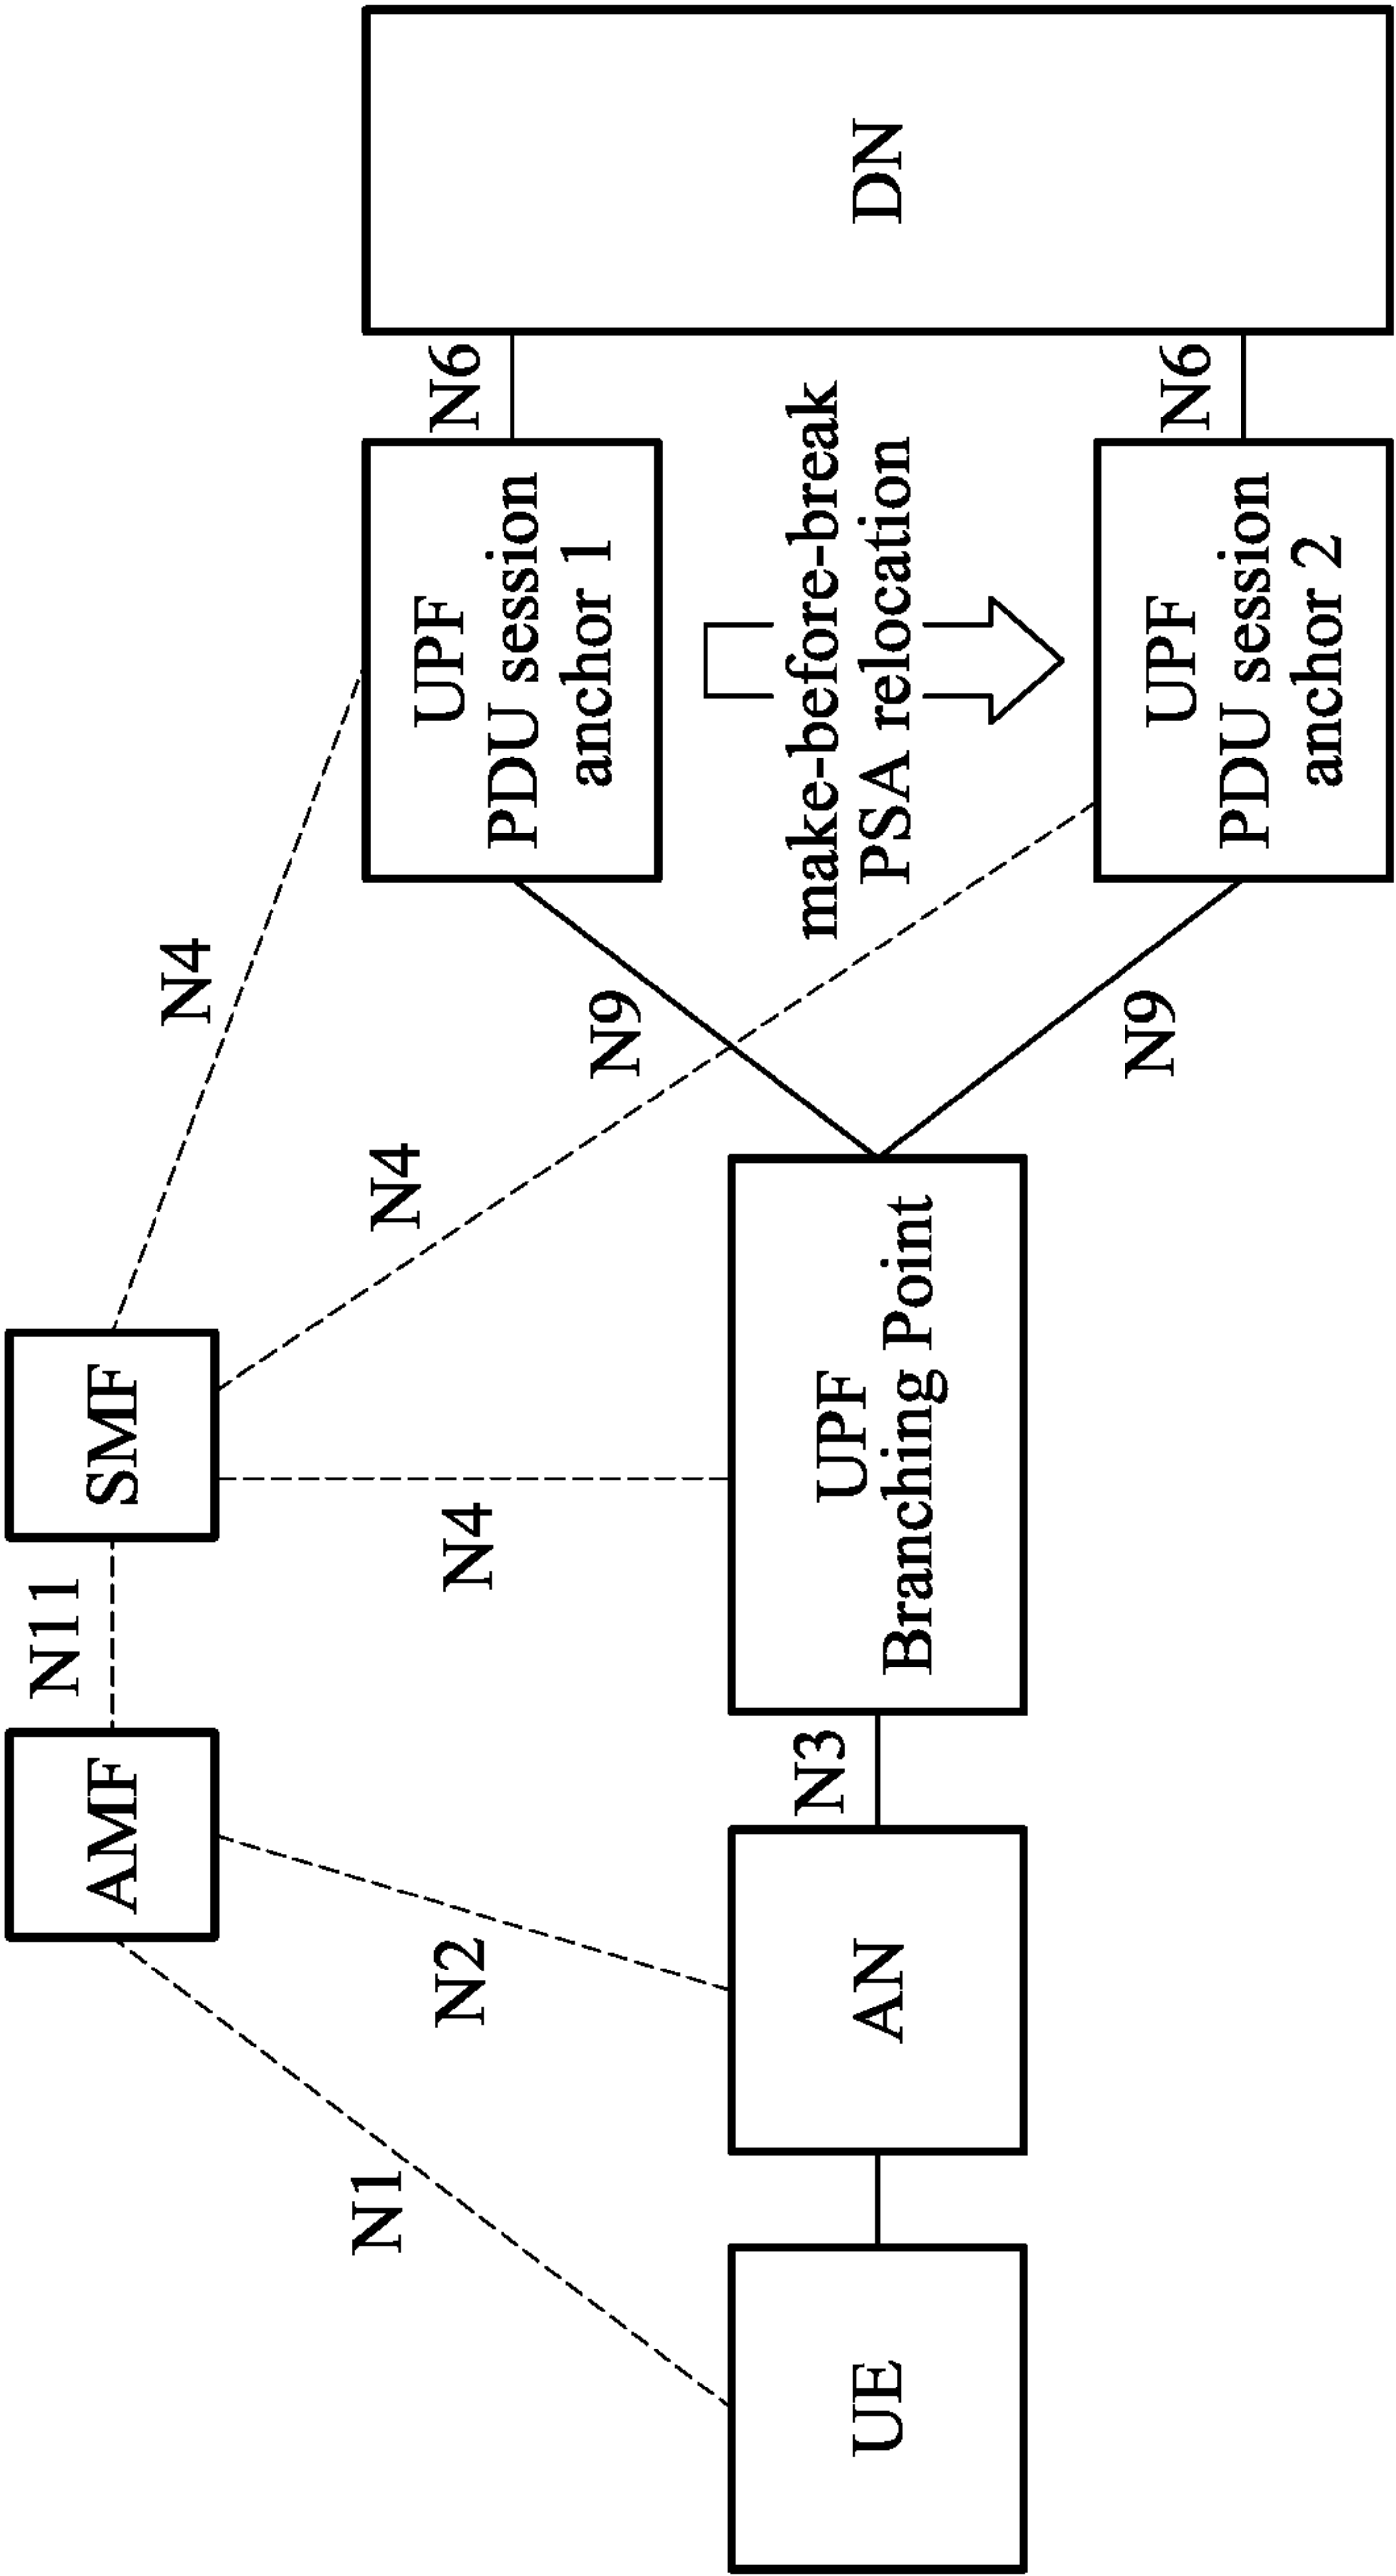 AMF
N11
SMF
N4
N4
N4
N1
N2
UPF
PDU session
anchor 1
N6
N9
make-before-break
PSA relocation
UE
AN
N3
UPF
Branching Point
DN
N9
UPF
PDU session
anchor 2
N6